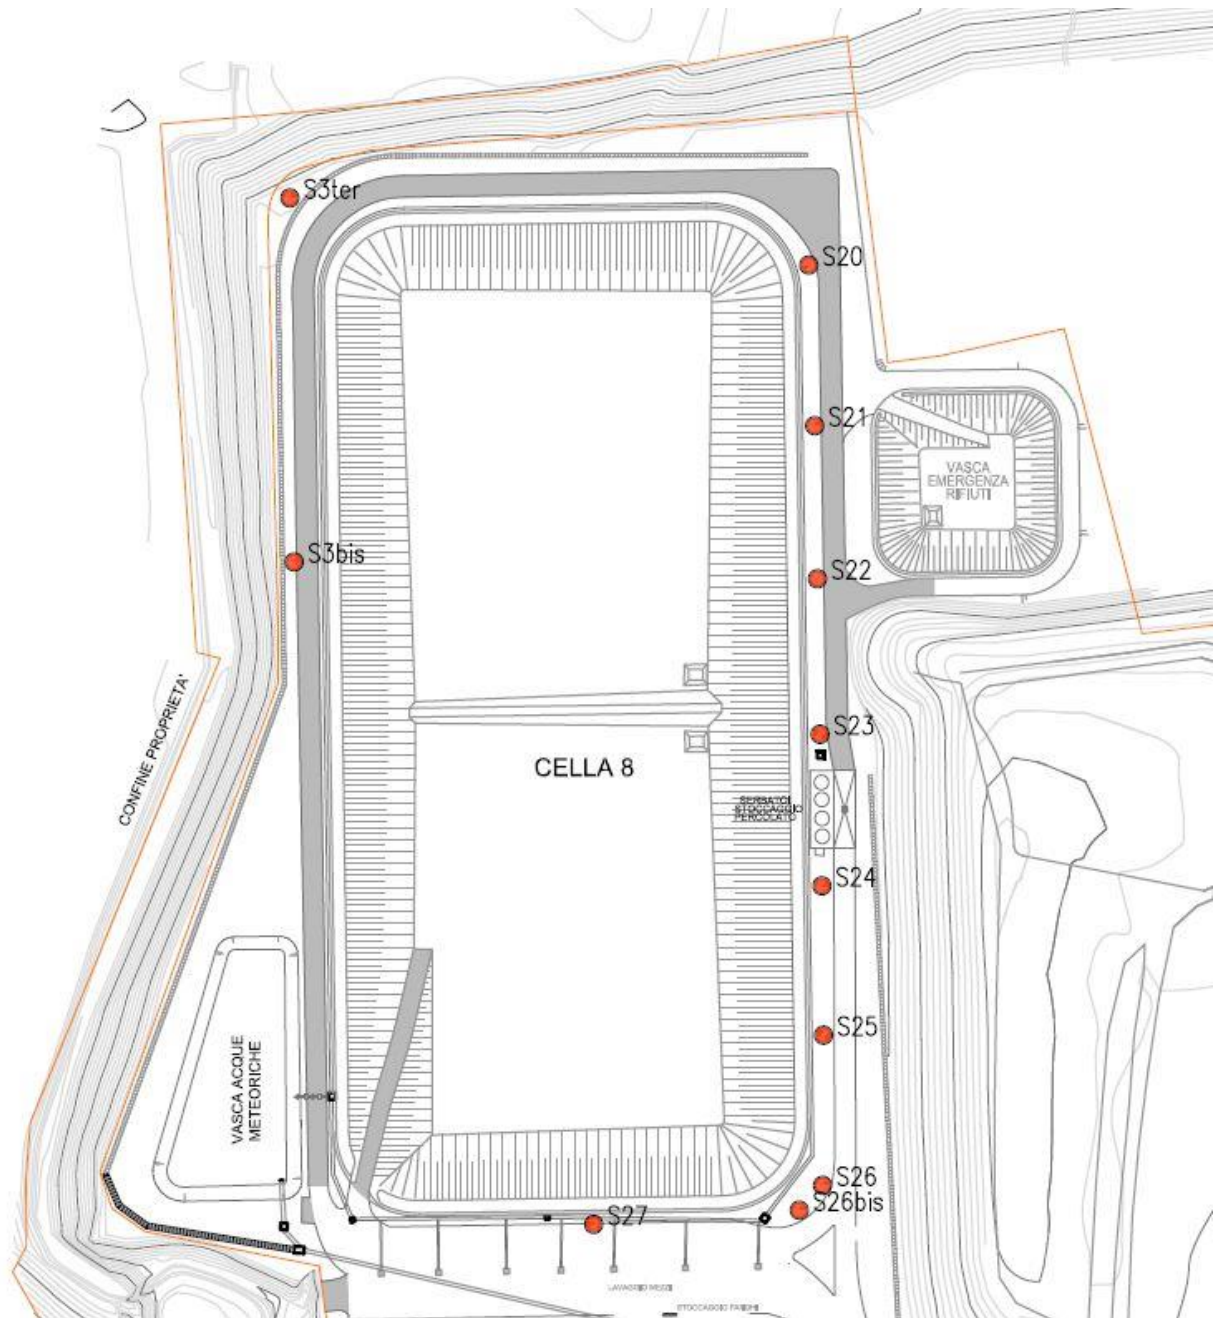 S3ter
S20
S21
VASCA
EMERGENZA
RIFIUTI
S3bis
S22
CONFINE PROPRIETA'
S23
CELLA 8
SERBATOI
STOCCAGGIO
PERCOLATO
S24
S25
VASCA ACQUE
METEORICHE
S26
S26bis
S27
LAVAGGIO MEZZI
STOCCAGGIO FANGHI